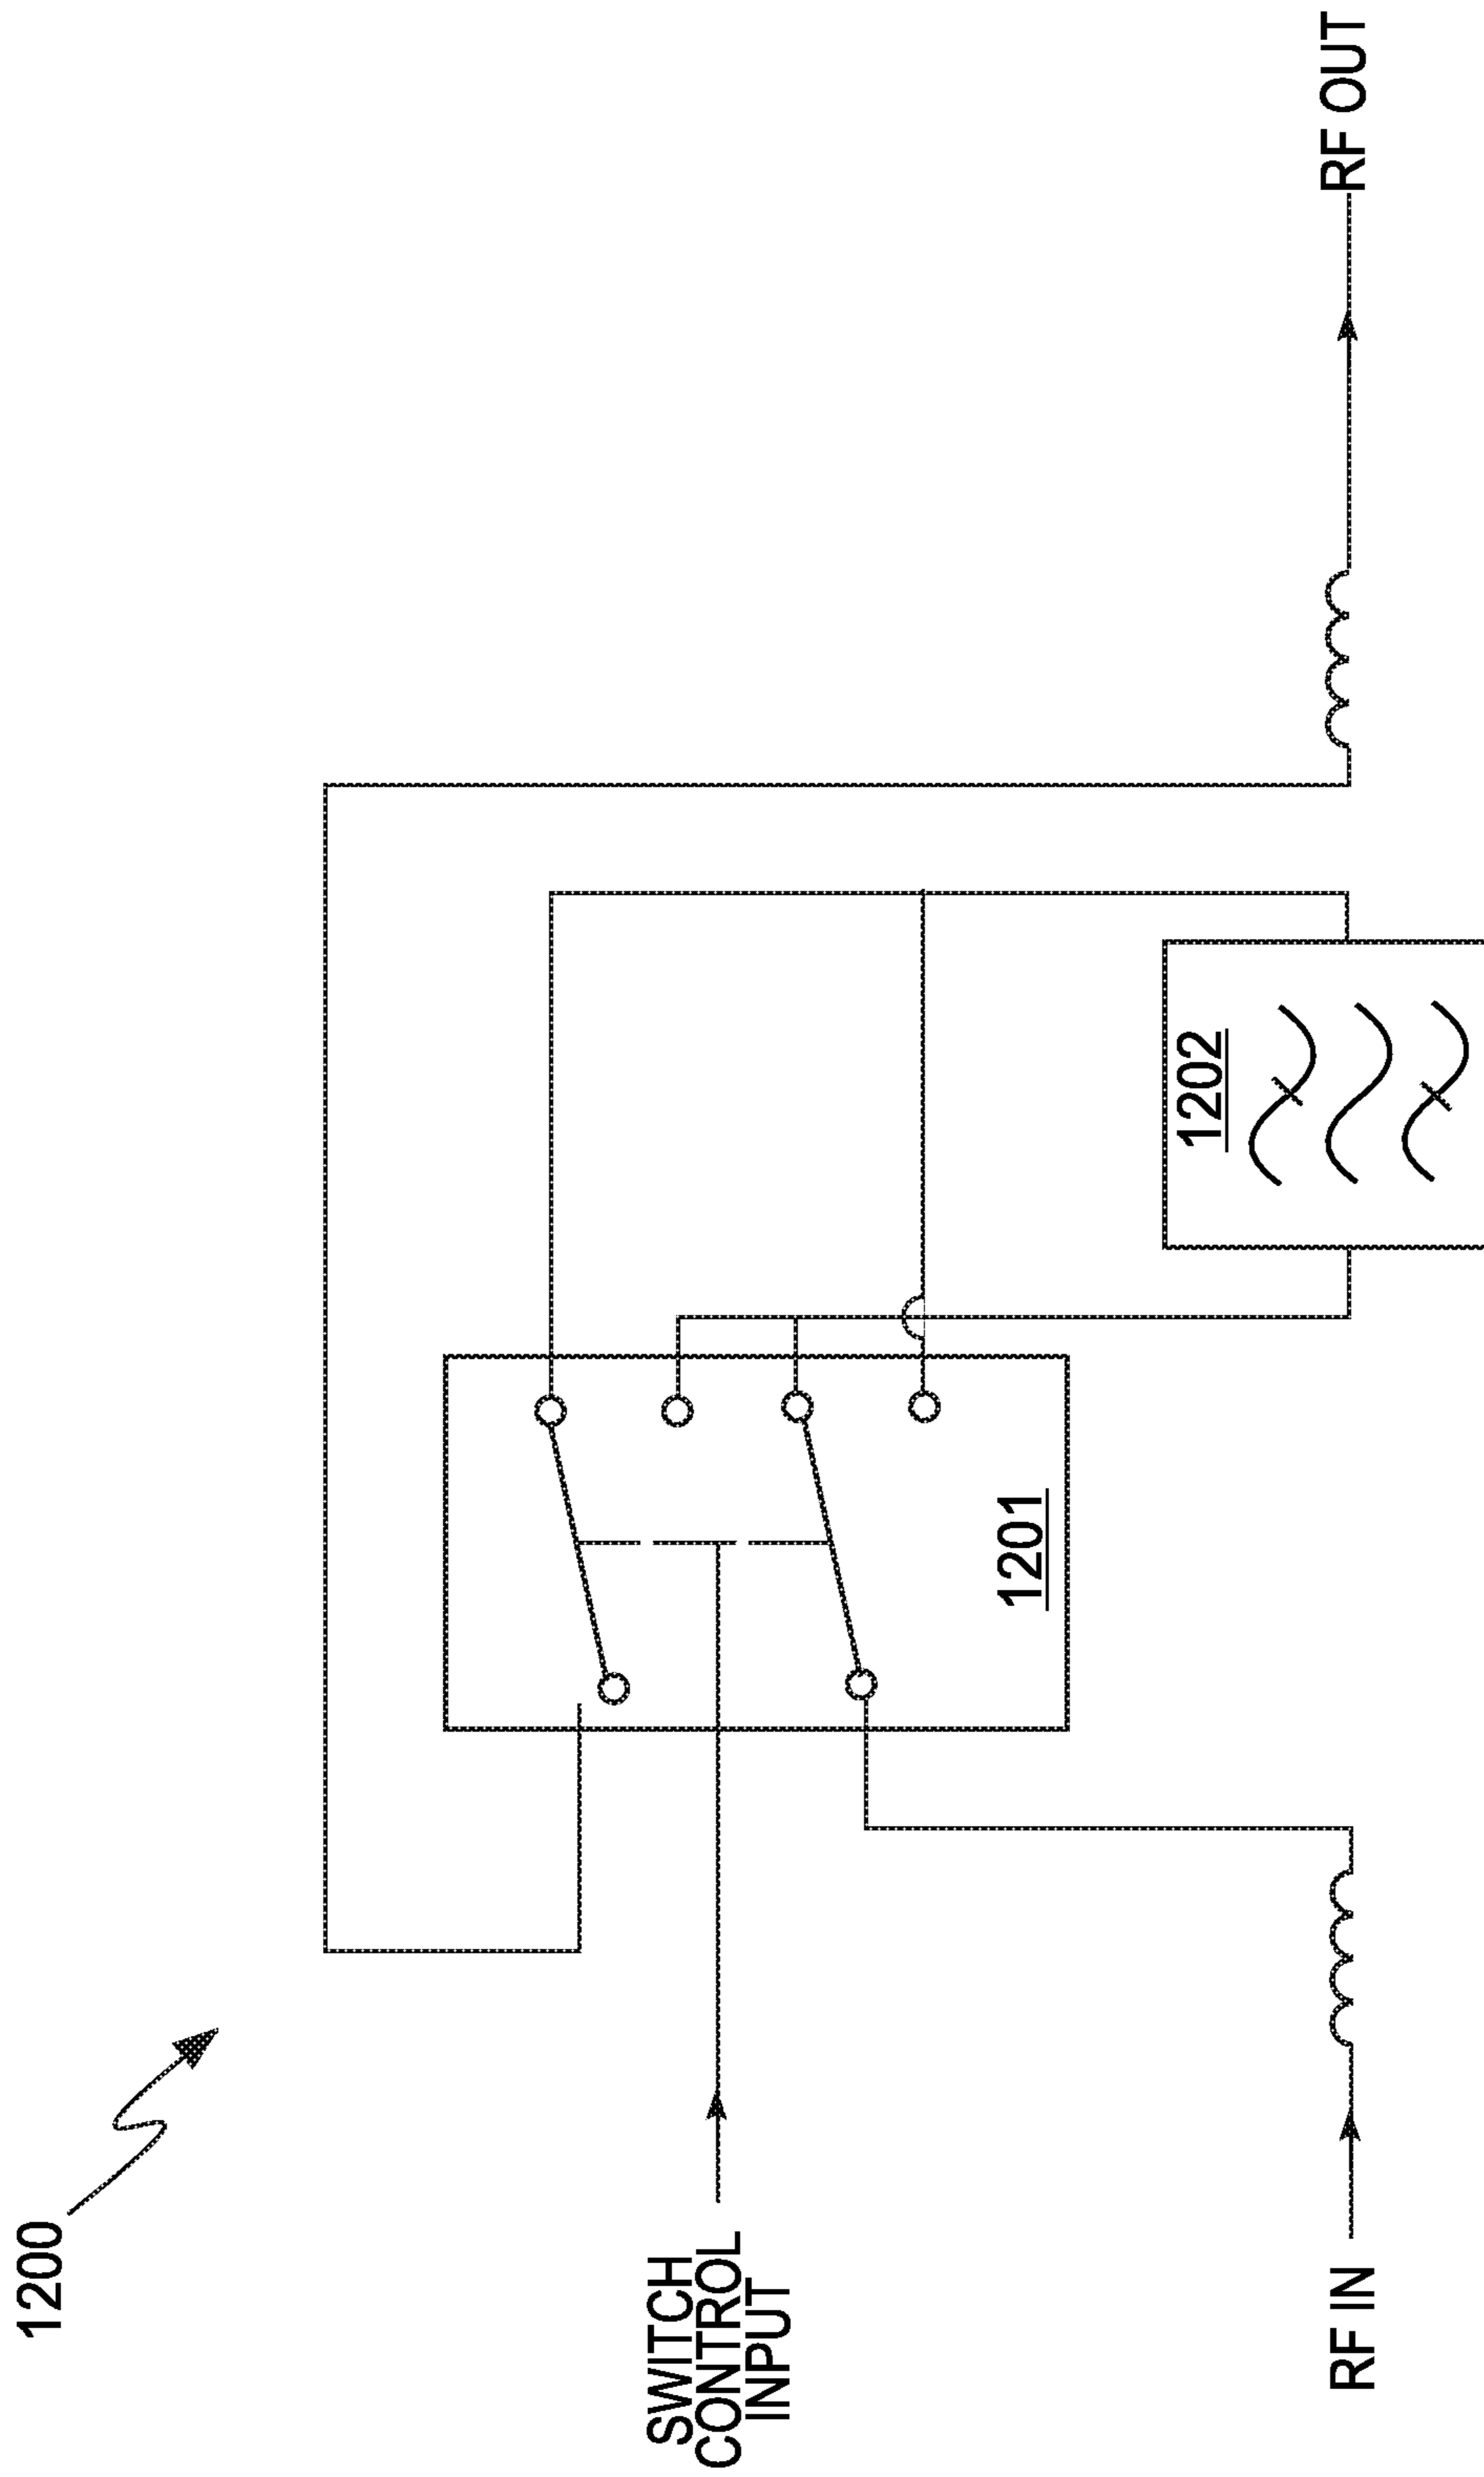 1200
SWITCH
CONTROL
INPUT
1201
1202
RF IN
RF OUT